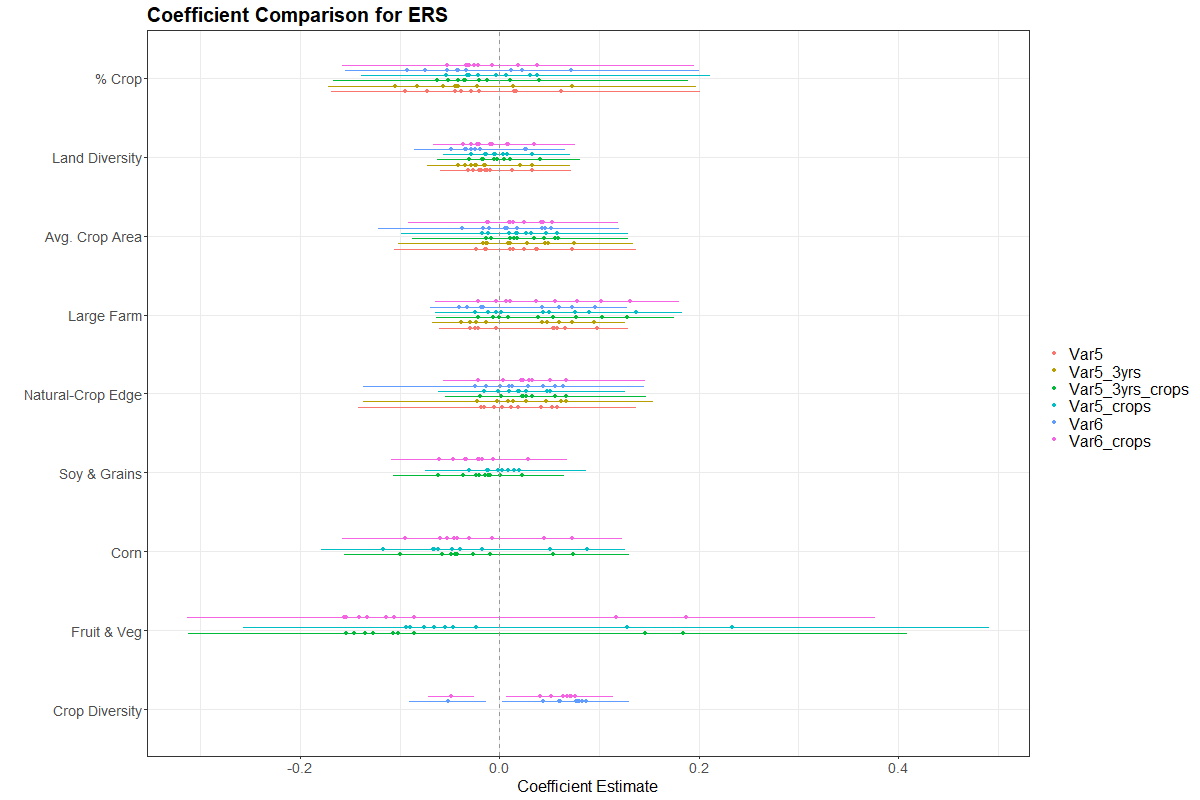 Coefficient Comparison for ERS
% Crop
Land Diversity
Avg. Crop Area
Large Farm
Natural-Crop Edge
Soy & Grains
Corn
Fruit & Veg
Crop Diversity
-0.2
0.0
0.2
0.4
Coefficient Estimate
Var5
Var5_3yrs
Var5_3yrs_crops
Var5_crops
Var6
Var6_crops